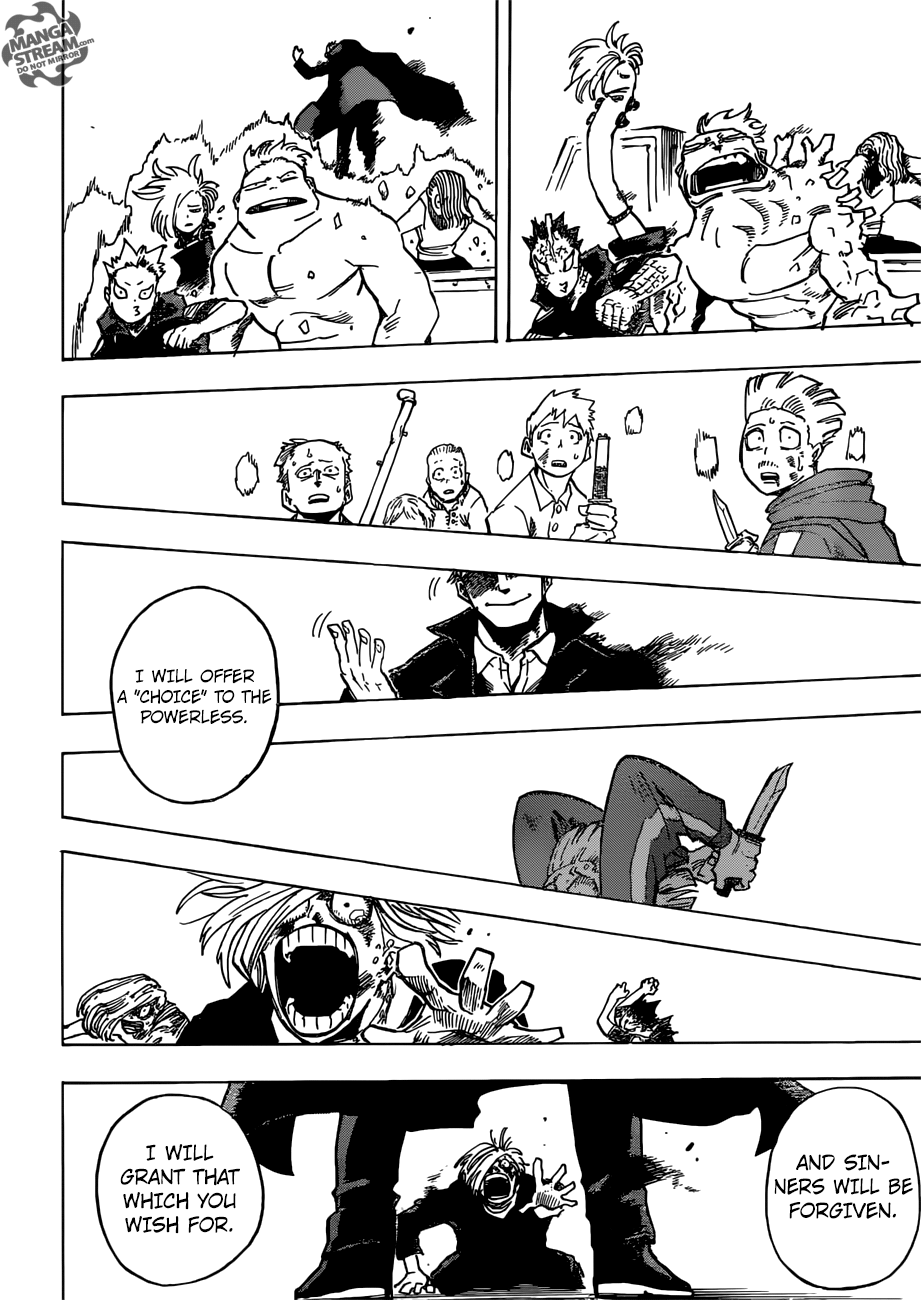 MANGA
STREAM.com
DO NOT MIRROR
I WILL OFFER
A "CHOICE" TO THE
POWERLESS.
AND SIN-
NERS WILL BE
FORGIVEN.
I WILL
GRANT THAT
WHICH YOU
WISH FOR.